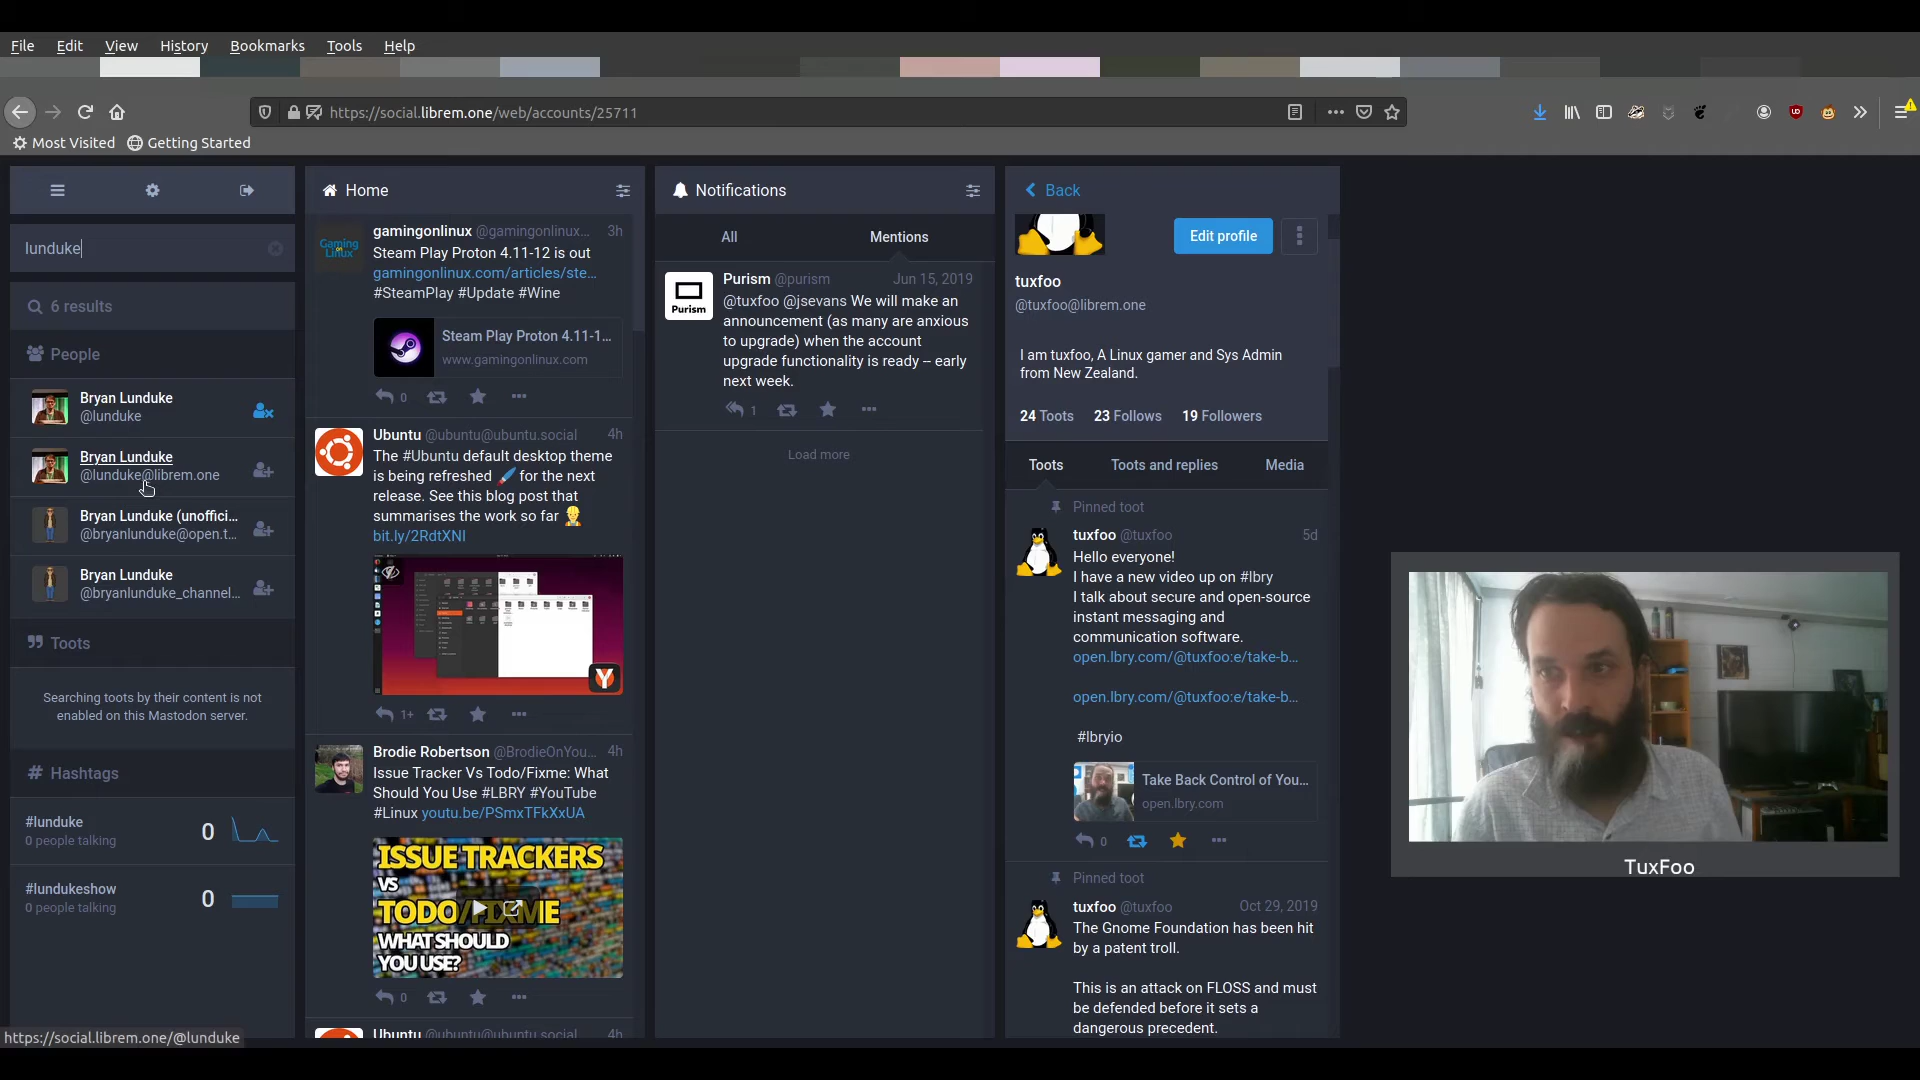 File Edit View History Bookmarks Tools Help
https://social.librem.one/web/accounts/25711
Most Visited Getting Started
lunduke
6 results
People
Bryan Lunduke
@lunduke
Bryan Lunduke
@lunduke@librem.one
Bryan Lunduke (unoffici...
@bryanlunduke@open.t...
Bryan Lunduke
@bryanlunduke_channel...
Toots
Searching toots by their content is not
enabled on this Mastodon server.
Hashtags
#lunduke
0 people talking
0
#lundukeshow
0 people talking
0
https://social.librem.one/@lunduke
Home
gamingonlinux @gamingonlinux... 3h
Gaming
on
Linux
Steam Play Proton 4.11-12 is out
gamingonlinux.com/articles/ste...
#SteamPlay #Update #Wine
Steam Play Proton 4.11-1...
www.gamingonlinux.com
0
Ubuntu @ubuntu@ubuntu.social 4h
The #Ubuntu default desktop theme
is being refreshed 🖌️ for the next
release. See this blog post that
summarises the work so far 👷
bit.ly/2RdtXNI
Y
1+
Brodie Robertson @BrodieOnYou... 4h
Issue Tracker Vs Todo/Fixme: What
Should You Use #LBRY #YouTube
#Linux youtu.be/PSmxTFkXxUA
ISSUE TRACKERS
VS
TODO/FIXME
WHAT SHOULD
YOU USE?
0
Ubuntu @ubuntu@ubuntu.social 4h
Notifications
All Mentions
Purism @purism Jun 15, 2019
Purism
@tuxfoo @jsevans We will make an
announcement (as many are anxious
to upgrade) when the account
upgrade functionality is ready -- early
next week.
1
Load more
Back
Edit profile
tuxfoo
@tuxfoo@librem.one
I am tuxfoo, A Linux gamer and Sys Admin
from New Zealand.
24 Toots 23 Follows 19 Followers
Toots Toots and replies Media
Pinned toot
tuxfoo @tuxfoo 5d
Hello everyone!
I have a new video up on #lbry
I talk about secure and open-source
instant messaging and
communication software.
open.lbry.com/@tuxfoo:e/take-b...
open.lbry.com/@tuxfoo:e/take-b...
#lbryio
Take Back Control of You...
open.lbry.com
0
Pinned toot
tuxfoo @tuxfoo Oct 29, 2019
The Gnome Foundation has been hit
by a patent troll.
This is an attack on FLOSS and must
be defended before it sets a
dangerous precedent.
TuxFoo